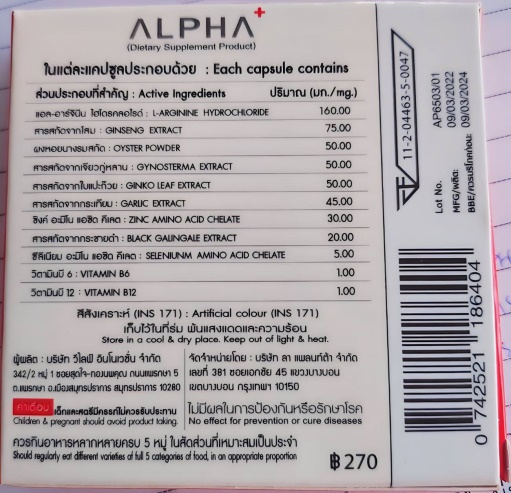 ALPHA+
(Dietary Supplement Product)
ในแต่ละแคปซูลประกอบด้วย : Each capsule contains
ส่วนประกอบที่สำคัญ : Active Ingredients ปริมาณ (มก./mg.)
แอล-อาร์จินีน ไฮโดรคลอไรด์ : L-ARGININE HYDROCHLORIDE 160.00
สารสกัดจากโสม : GINSENG EXTRACT 75.00
ผงหอยนางรมสกัด : OYSTER POWDER 50.00
สารสกัดจากเจียวกู่หลาน : GYNOSTERMA EXTRACT 50.00
สารสกัดจากใบแปะก๊วย : GINKO LEAF EXTRACT 50.00
สารสกัดจากกระเทียม : GARLIC EXTRACT 45.00
ซิงค์ อะมิโน แอซิด คีเลต : ZINC AMINO ACID CHELATE 30.00
สารสกัดจากกระชายดำ : BLACK GALINGALE EXTRACT 20.00
ซีลีเนียม อะมิโน แอซิด คีเลต : SELENIUNM AMINO ACID CHELATE 5.00
วิตามินบี 6 : VITAMIN B6 1.00
วิตามินบี 12 : VITAMIN B12 1.00
สีสังเคราะห์ (INS 171) : Artificial colour (INS 171)
เก็บไว้ในที่ร่ม พ้นแสงแดดและความร้อน
Store in a cool & dry place. Keep out of light & heat.
ผู้ผลิต : บริษัท วีไลฟ์ อินโนเวชั่น จำกัด
342/2 หมู่ 1 ซอยสุดใจ-กองนพคุณ ถนนแพรกษา 5
ต.แพรกษา อ.เมืองสมุทรปราการ สมุทรปราการ 10280
จัดจำหน่ายโดย : บริษัท ลา แพลนท์ต้า จำกัด
เลขที่ 381 ซอยเอกชัย 45 แขวงบางบอน
เขตบางบอน กรุงเทพฯ 10150
คำเตือน เด็กและสตรีมีครรภ์ไม่ควรรับประทาน
Children & pregnant should avoid product taking.
ไม่มีผลในการป้องกันหรือรักษาโรค
No effect for prevention or cure diseases
ควรกินอาหารหลากหลายครบ 5 หมู่ ในสัดส่วนที่เหมาะสมเป็นประจำ
Should regularly eat different varieties of full 5 categories of food, in an appropriate proportion
฿270
11-2-04463-5-0047
Lot No. AP6503/01
MFG/ผลิต: 09/03/2022
BBE/ควรบริโภคก่อน: 09/03/2024
0 742521 186404